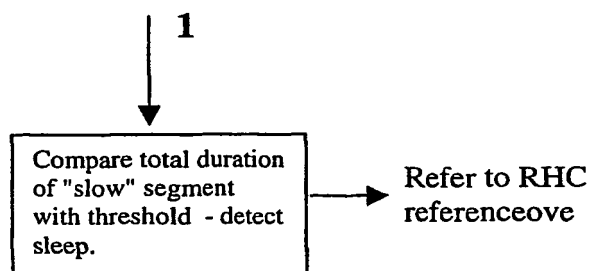 1
Compare total duration
of "slow" segment
with threshold - detect
sleep.
Refer to RHC
referenceove